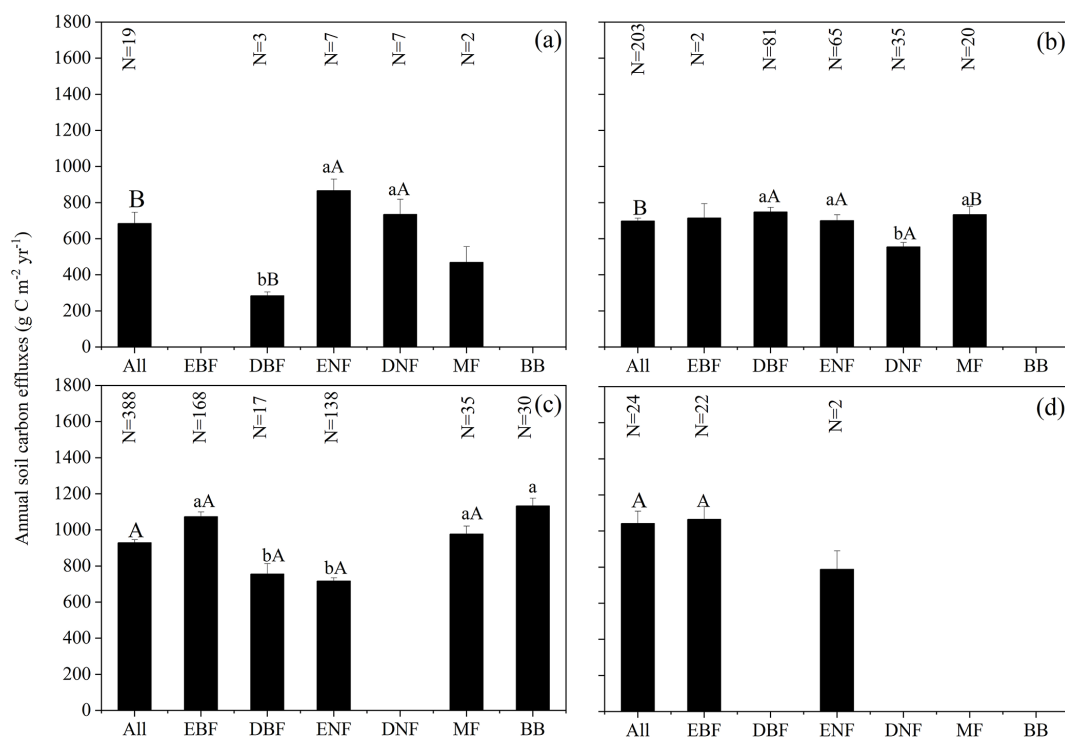 Annual soil carbon effluxes (g C m⁻² yr⁻¹)
1800
1600
1400
1200
1000
800
600
400
200
0
N=19
N=3
N=7
N=7
N=2
(a)
B
bB
aA
aA
All EBF DBF ENF DNF MF BB
N=203
N=2
N=81
N=65
N=35
N=20
(b)
B
aA
aA
bA
aB
All EBF DBF ENF DNF MF BB
1800
1600
1400
1200
1000
800
600
400
200
0
N=388
N=168
N=17
N=138
N=35
N=30
(c)
A
aA
bA
bA
aA
a
All EBF DBF ENF DNF MF BB
N=24
N=22
N=2
(d)
A
A
All EBF DBF ENF DNF MF BB